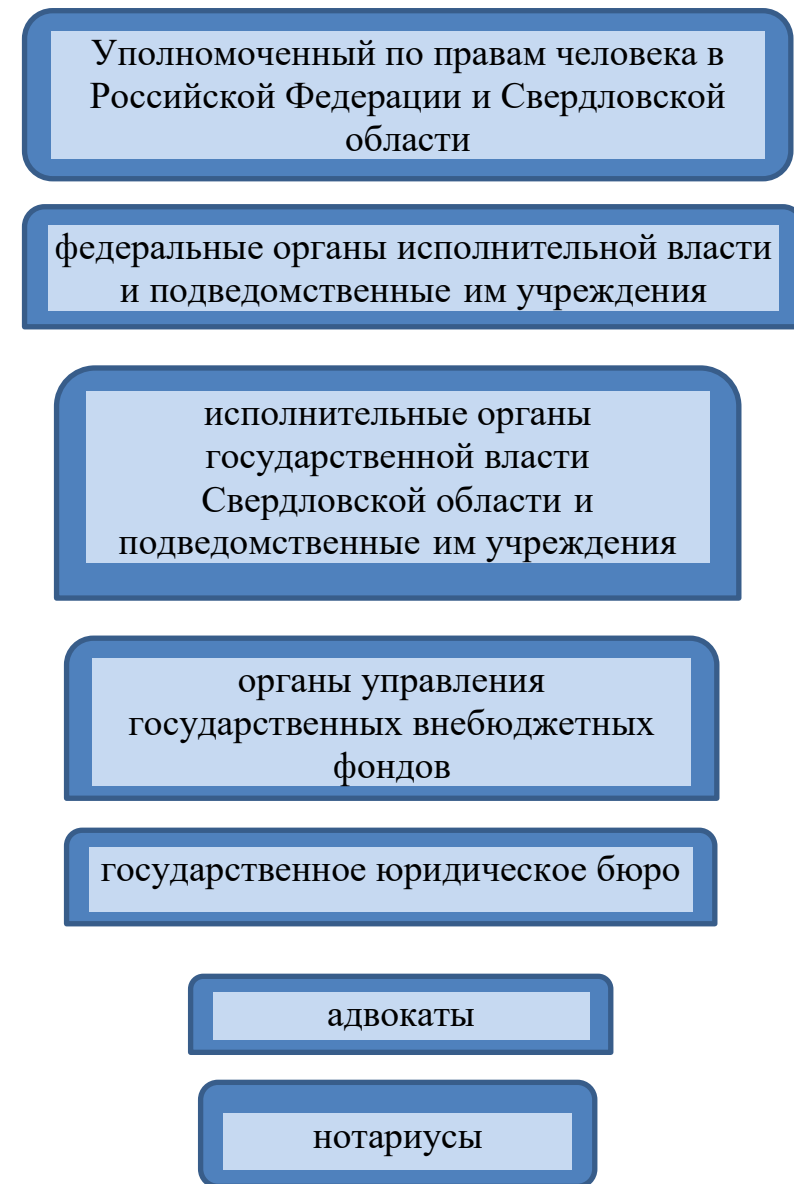 Уполномоченный по правам человека в
Российской Федерации и Свердловской
области
федеральные органы исполнительной власти
и подведомственные им учреждения
исполнительные органы
государственной власти
Свердловской области и
подведомственные им учреждения
органы управления
государственных внебюджетных
фондов
государственное юридическое бюро
адвокаты
нотариусы